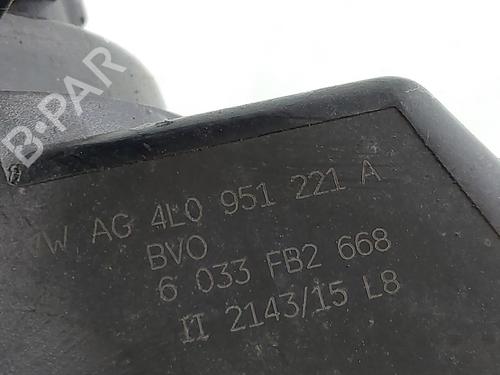 B-PAR
VW AG 4L0 951 221 A
BVO
6 033 FB2 668
II 2143/15 L8